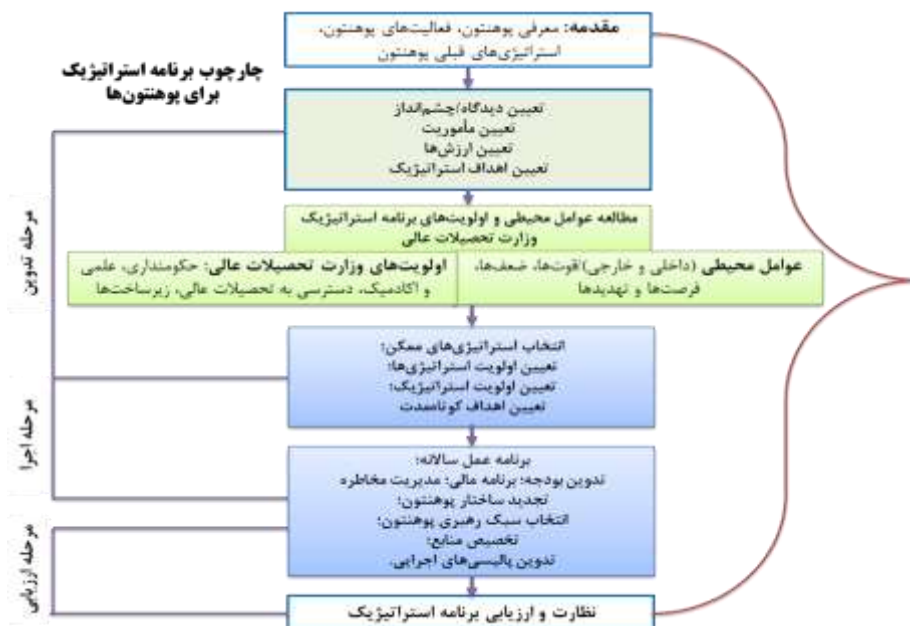 مقدمه: معرفی پوهنتون، فعالیت‌های پوهنتون،
استراتیژی‌های قبلی پوهنتون
چارچوب برنامه استراتیژیک
برای پوهنتون‌ها
تعیین دیدگاه/چشم‌انداز
تعیین مأموریت
تعیین ارزش‌ها
تعیین اهداف استراتیژیک
مطالعه عوامل محیطی و اولویت‌های برنامه استراتیژیک
وزارت تحصیلات عالی
عوامل محیطی (داخلی و خارجی)/قوت‌ها، ضعف‌ها،
فرصت‌ها و تهدیدها
اولویت‌های وزارت تحصیلات عالی: حکومتداری، علمی
و اکادمیک، دسترسی به تحصیلات عالی، زیرساخت‌ها
مرحله تدوین
انتخاب استراتیژی‌های ممکن؛
تعیین اولویت استراتیژی‌ها؛
تعیین اولویت استراتیژیک؛
تعیین اهداف کوتاه‌مدت
مرحله اجرا
برنامه عمل سالانه؛
تدوین بودجه؛ برنامه مالی؛ مدیریت مخاطره
تجدید ساختار پوهنتون؛
انتخاب سبک رهبری پوهنتون؛
تخصیص منابع؛
تدوین پالیسی‌های اجرایی.
مرحله ارزیابی
نظارت و ارزیابی برنامه استراتیژیک